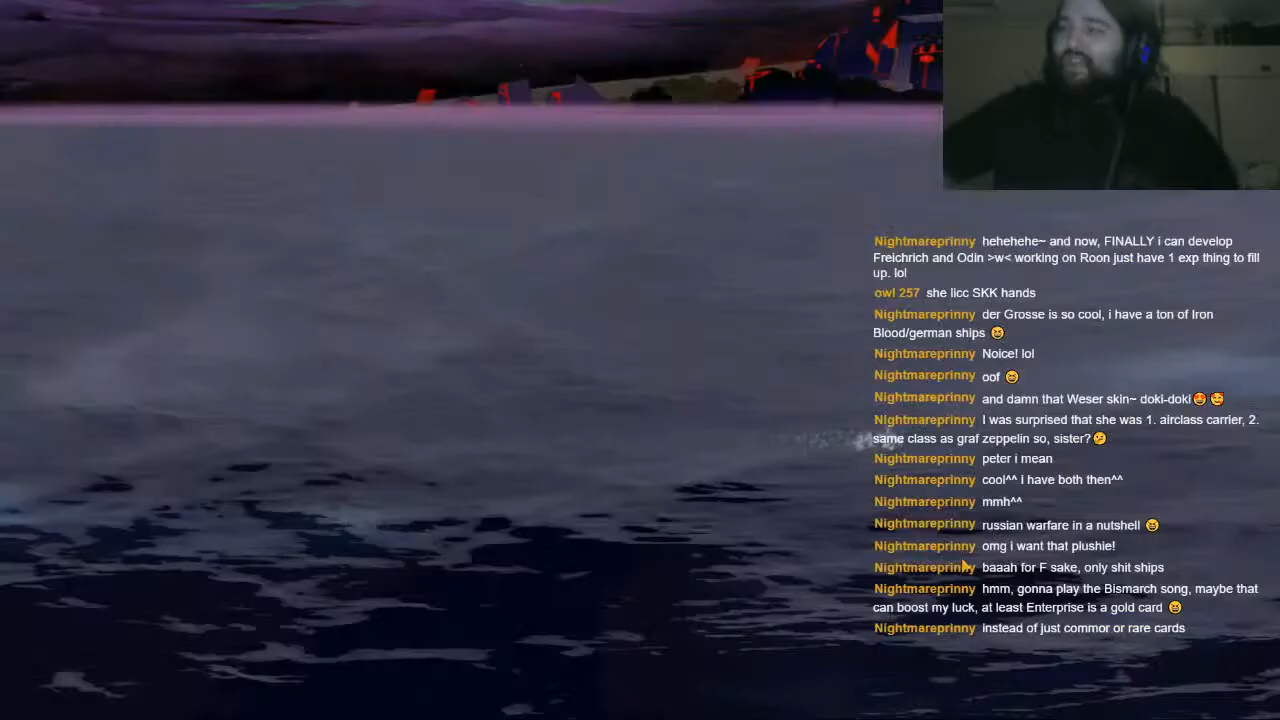 Nightmareprinny hehehehe~ and now, FINALLY i can develop
Freichrich and Odin >w< working on Roon just have 1 exp thing to fill
up. lol
owl 257 she licc SKK hands
Nightmareprinny der Grosse is so cool, i have a ton of Iron
Blood/german ships 😆
Nightmareprinny Noice! lol
Nightmareprinny oof 😆
Nightmareprinny and damn that Weser skin~ doki-doki😍🥰
Nightmareprinny I was surprised that she was 1. airclass carrier, 2.
same class as graf zeppelin so, sister?🤔
Nightmareprinny peter i mean
Nightmareprinny cool^^ I have both then^^
Nightmareprinny mmh^^
Nightmareprinny russian warfare in a nutshell 😆
Nightmareprinny omg i want that plushie!
Nightmareprinny baaah for F sake, only shit ships
Nightmareprinny hmm, gonna play the Bismarch song, maybe that
can boost my luck, at least Enterprise is a gold card 😆
Nightmareprinny instead of just commor or rare cards